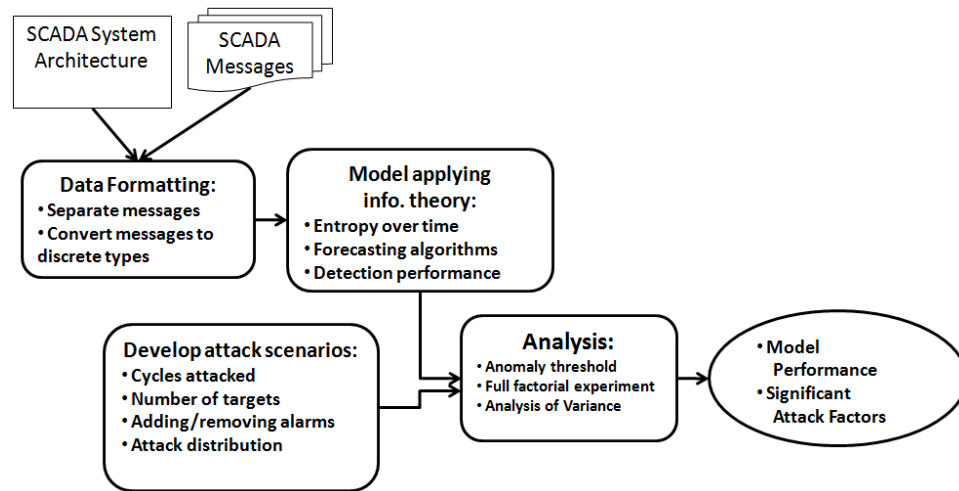 SCADA System
Architecture
SCADA
Messages
Data Formatting:
• Separate messages
• Convert messages to
discrete types
Model applying
info. theory:
• Entropy over time
• Forecasting algorithms
• Detection performance
Develop attack scenarios:
• Cycles attacked
• Number of targets
• Adding/removing alarms
• Attack distribution
Analysis:
• Anomaly threshold
• Full factorial experiment
• Analysis of Variance
• Model
Performance
• Significant
Attack Factors